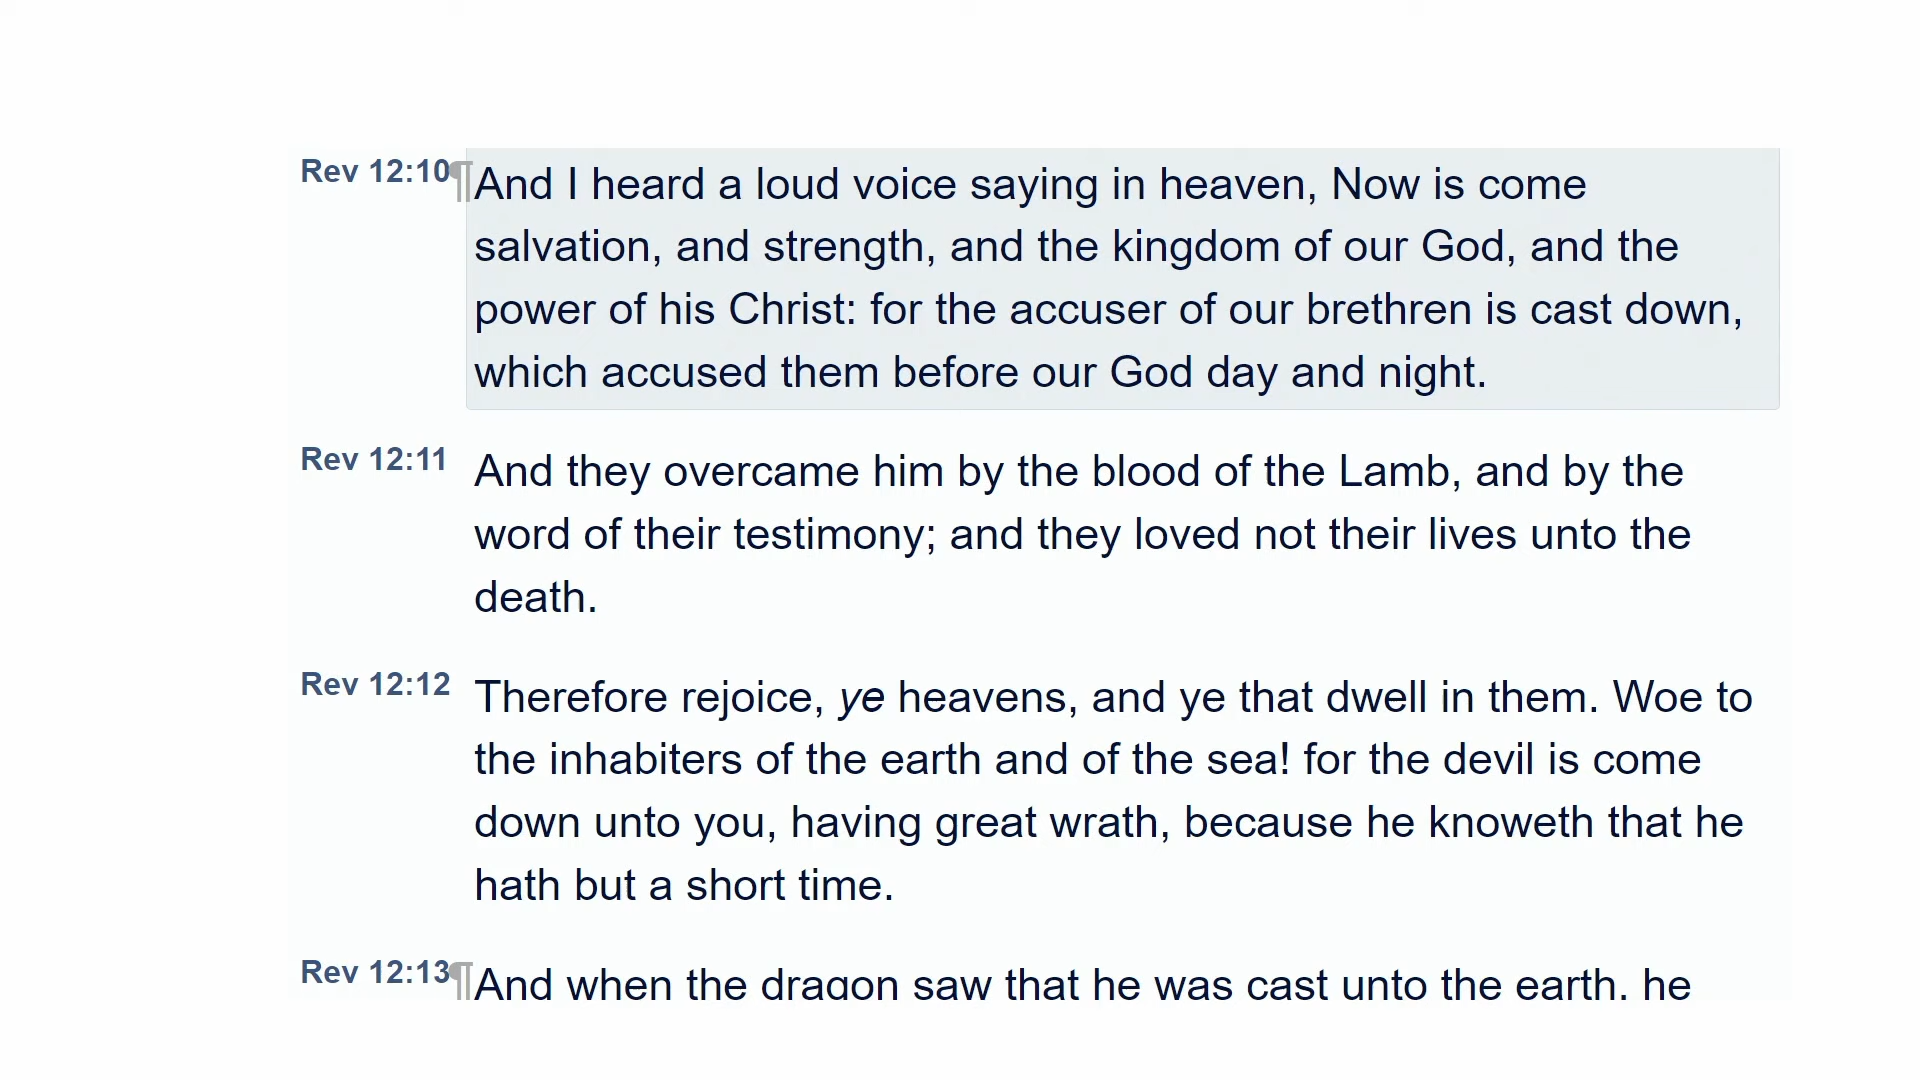 Rev 12:10¶And I heard a loud voice saying in heaven, Now is come
salvation, and strength, and the kingdom of our God, and the
power of his Christ: for the accuser of our brethren is cast down,
which accused them before our God day and night.
Rev 12:11 And they overcame him by the blood of the Lamb, and by the
word of their testimony; and they loved not their lives unto the
death.
Rev 12:12 Therefore rejoice, ye heavens, and ye that dwell in them. Woe to
the inhabiters of the earth and of the sea! for the devil is come
down unto you, having great wrath, because he knoweth that he
hath but a short time.
Rev 12:13¶And when the dragon saw that he was cast unto the earth, he